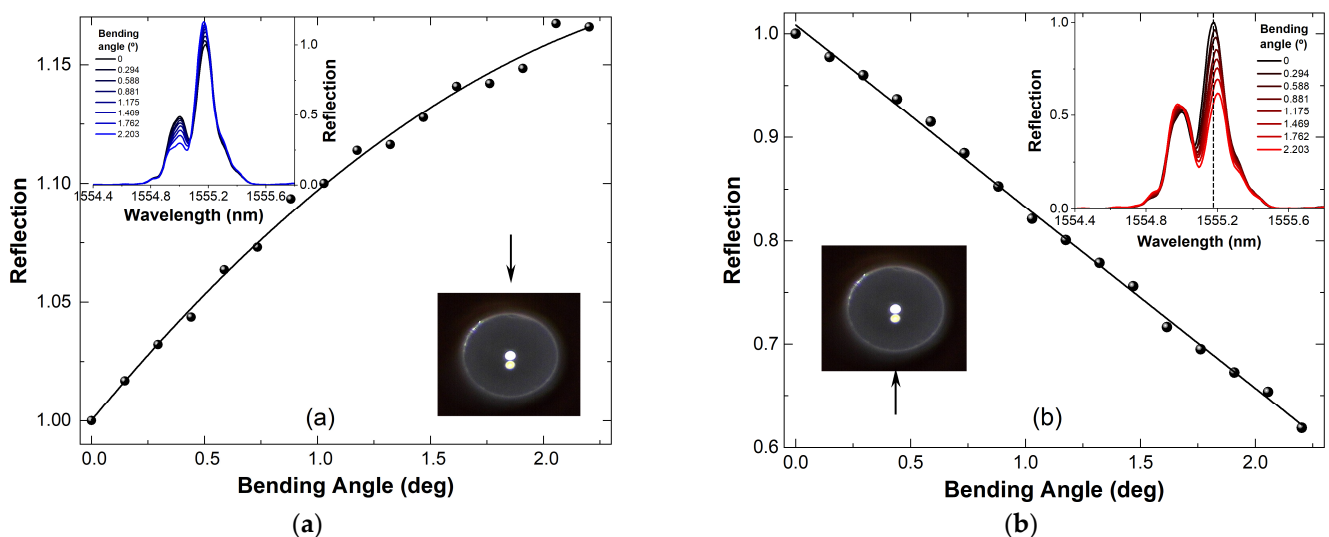 Bending
angle (º)
0
0.294
0.588
0.881
1.175
1.409
1.762
2.203
1.0
0.5
0.0
Reflection
1554.4 1554.8 1555.2 1555.6
Wavelength (nm)
1.15
1.10
1.05
1.00
Reflection
(a)
0.0 0.5 1.0 1.5 2.0
Bending Angle (deg)
(a)
Bending
angle (º)
0
0.294
0.588
0.881
1.175
1.469
1.762
2.203
1.0
0.5
0.0
Reflection
1554.4 1554.8 1555.2 1555.6
Wavelength (nm)
1.0
0.9
0.8
0.7
0.6
Reflection
(b)
0.0 0.5 1.0 1.5 2.0
Bending Angle (deg)
(b)